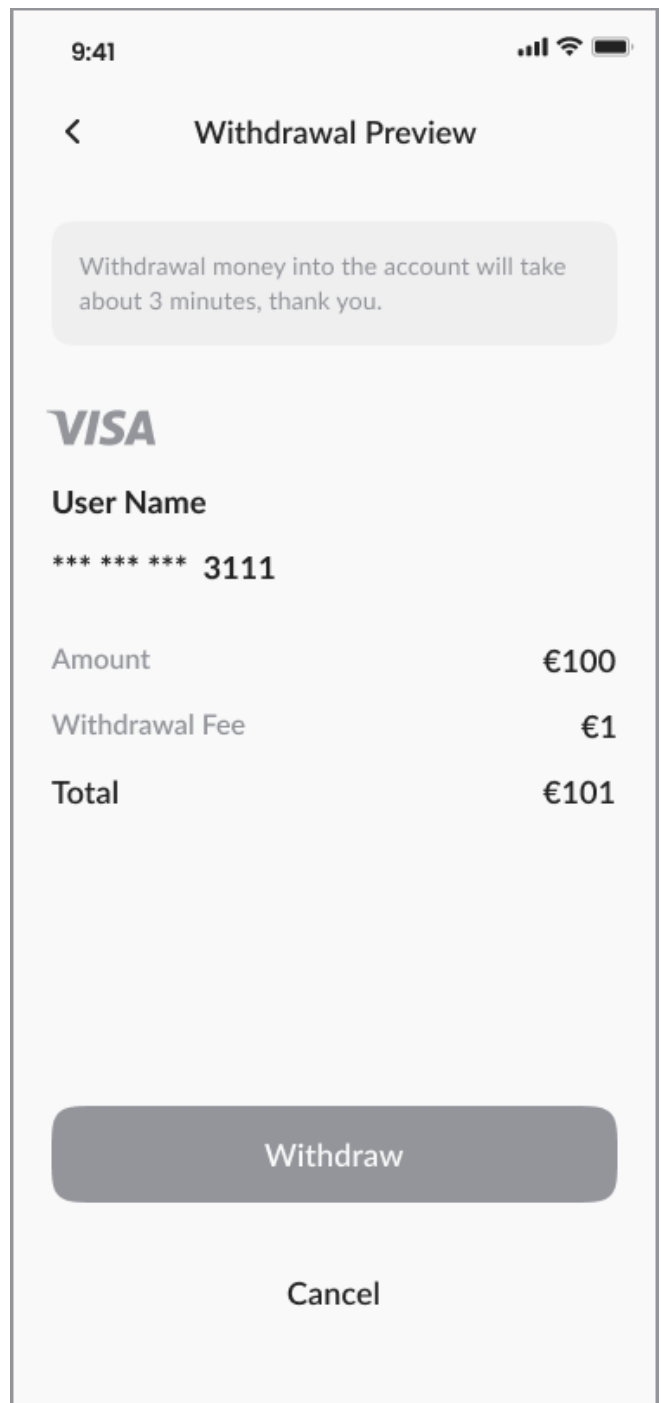 9:41
Withdrawal Preview
Withdrawal money into the account will take
about 3 minutes, thank you.
VISA
User Name
*** *** *** 3111
Amount €100
Withdrawal Fee €1
Total €101
Withdraw
Cancel